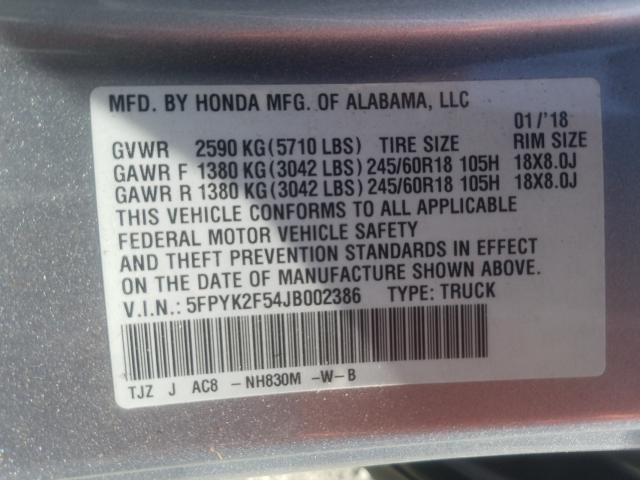 MFD. BY HONDA MFG. OF ALABAMA, LLC
01/'18
GVWR 2590 KG(5710 LBS) TIRE SIZE RIM SIZE
GAWR F 1380 KG(3042 LBS) 245/60R18 105H 18X8.0J
GAWR R 1380 KG(3042 LBS) 245/60R18 105H 18X8.0J
THIS VEHICLE CONFORMS TO ALL APPLICABLE
FEDERAL MOTOR VEHICLE SAFETY
AND THEFT PREVENTION STANDARDS IN EFFECT
ON THE DATE OF MANUFACTURE SHOWN ABOVE.
V.I.N.: 5FPYK2F54JB002386 TYPE: TRUCK
TJZ J AC8 - NH830M -W-B